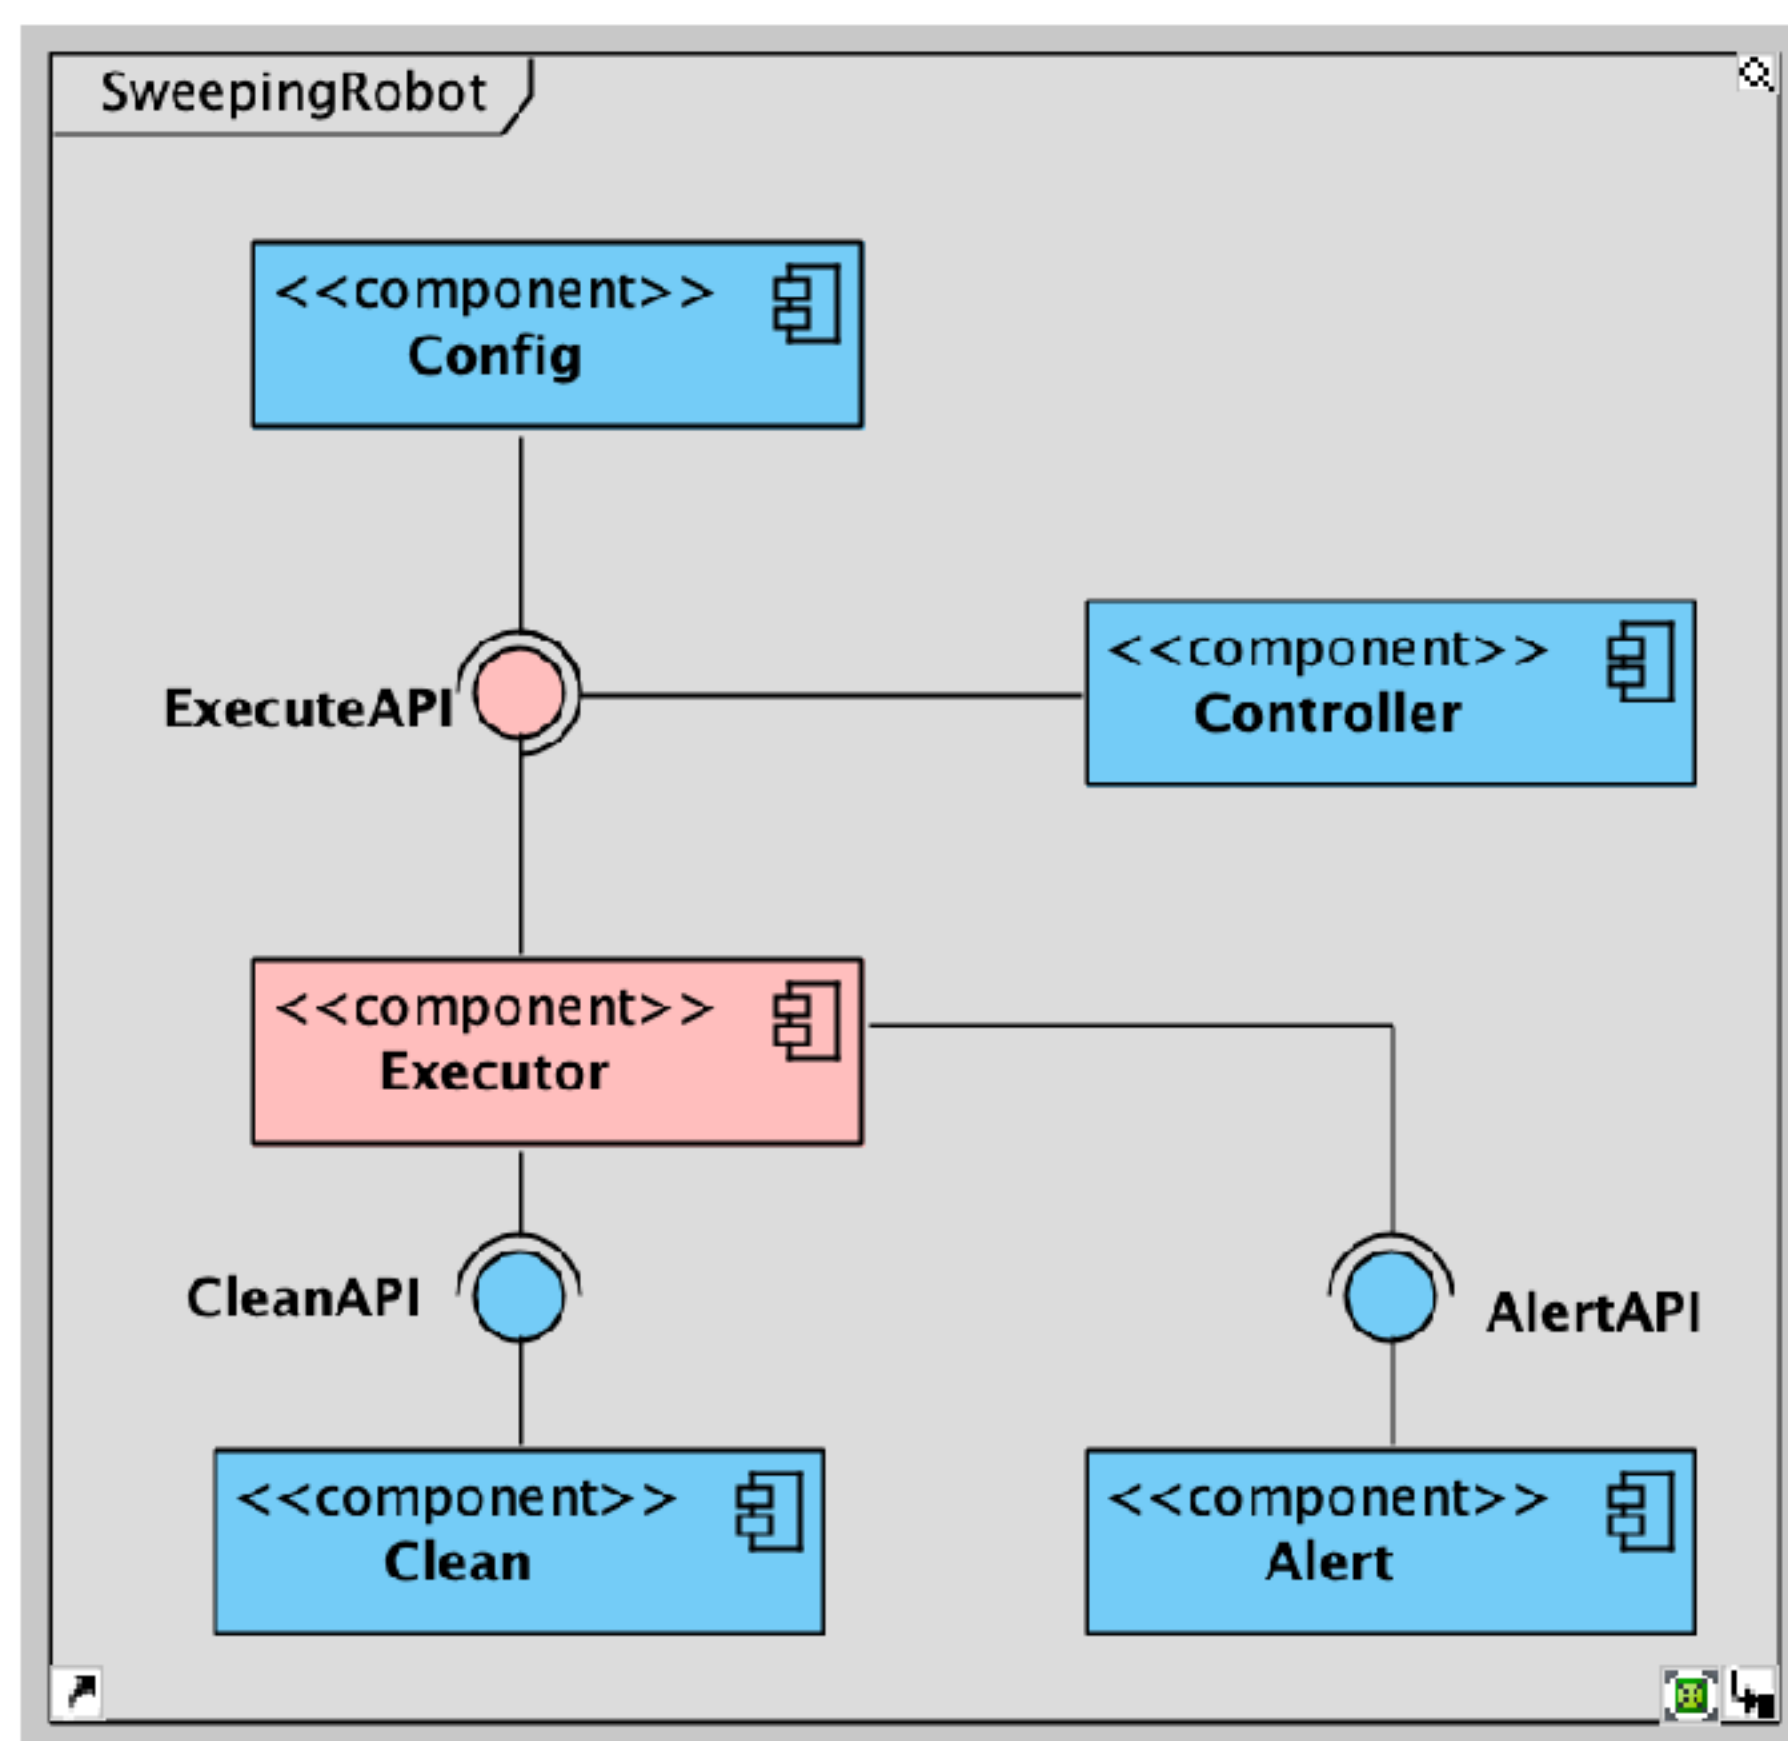 SweepingRobot
<<component>>
Config
<<component>>
Controller
ExecuteAPI
<<component>>
Executor
CleanAPI
AlertAPI
<<component>>
Clean
<<component>>
Alert